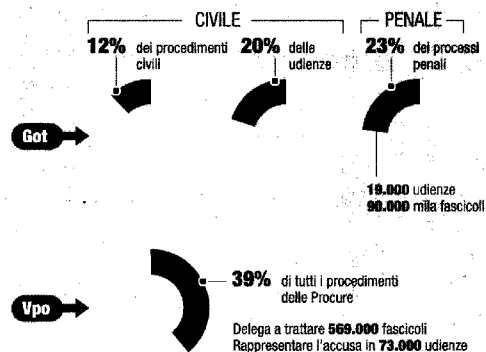 CIVILE
PENALE
12% dei procedimenti
civili
20% delle
udienze
23% dei processi
penali
Got
19.000 udienze
90.000 mila fascicoli
39% di tutti i procedimenti
delle Procure
Vpo
Delega a trattare 569.000 fascicoli
Rappresentare l'accusa in 73.000 udienze